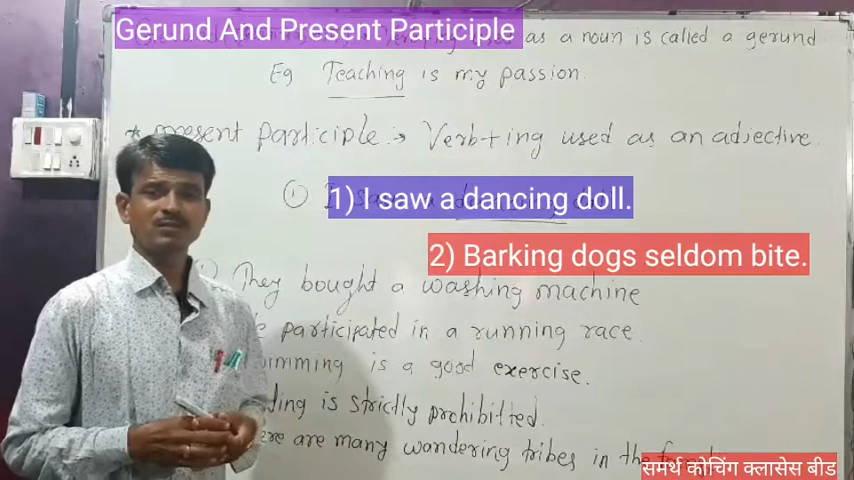 Gerund And Present Participle
as a noun is called a gerund
Eg Teaching is my passion.
* present participle :→ Verb+ing used as an adjective.
① 1) I saw a dancing doll.
2) Barking dogs seldom bite.
They bought a washing machine
participated in a running race.
is a good exercise.
is strictly prohibitted.
are many wandering tribes in the
समर्थ कोचिंग क्लासेस बीड